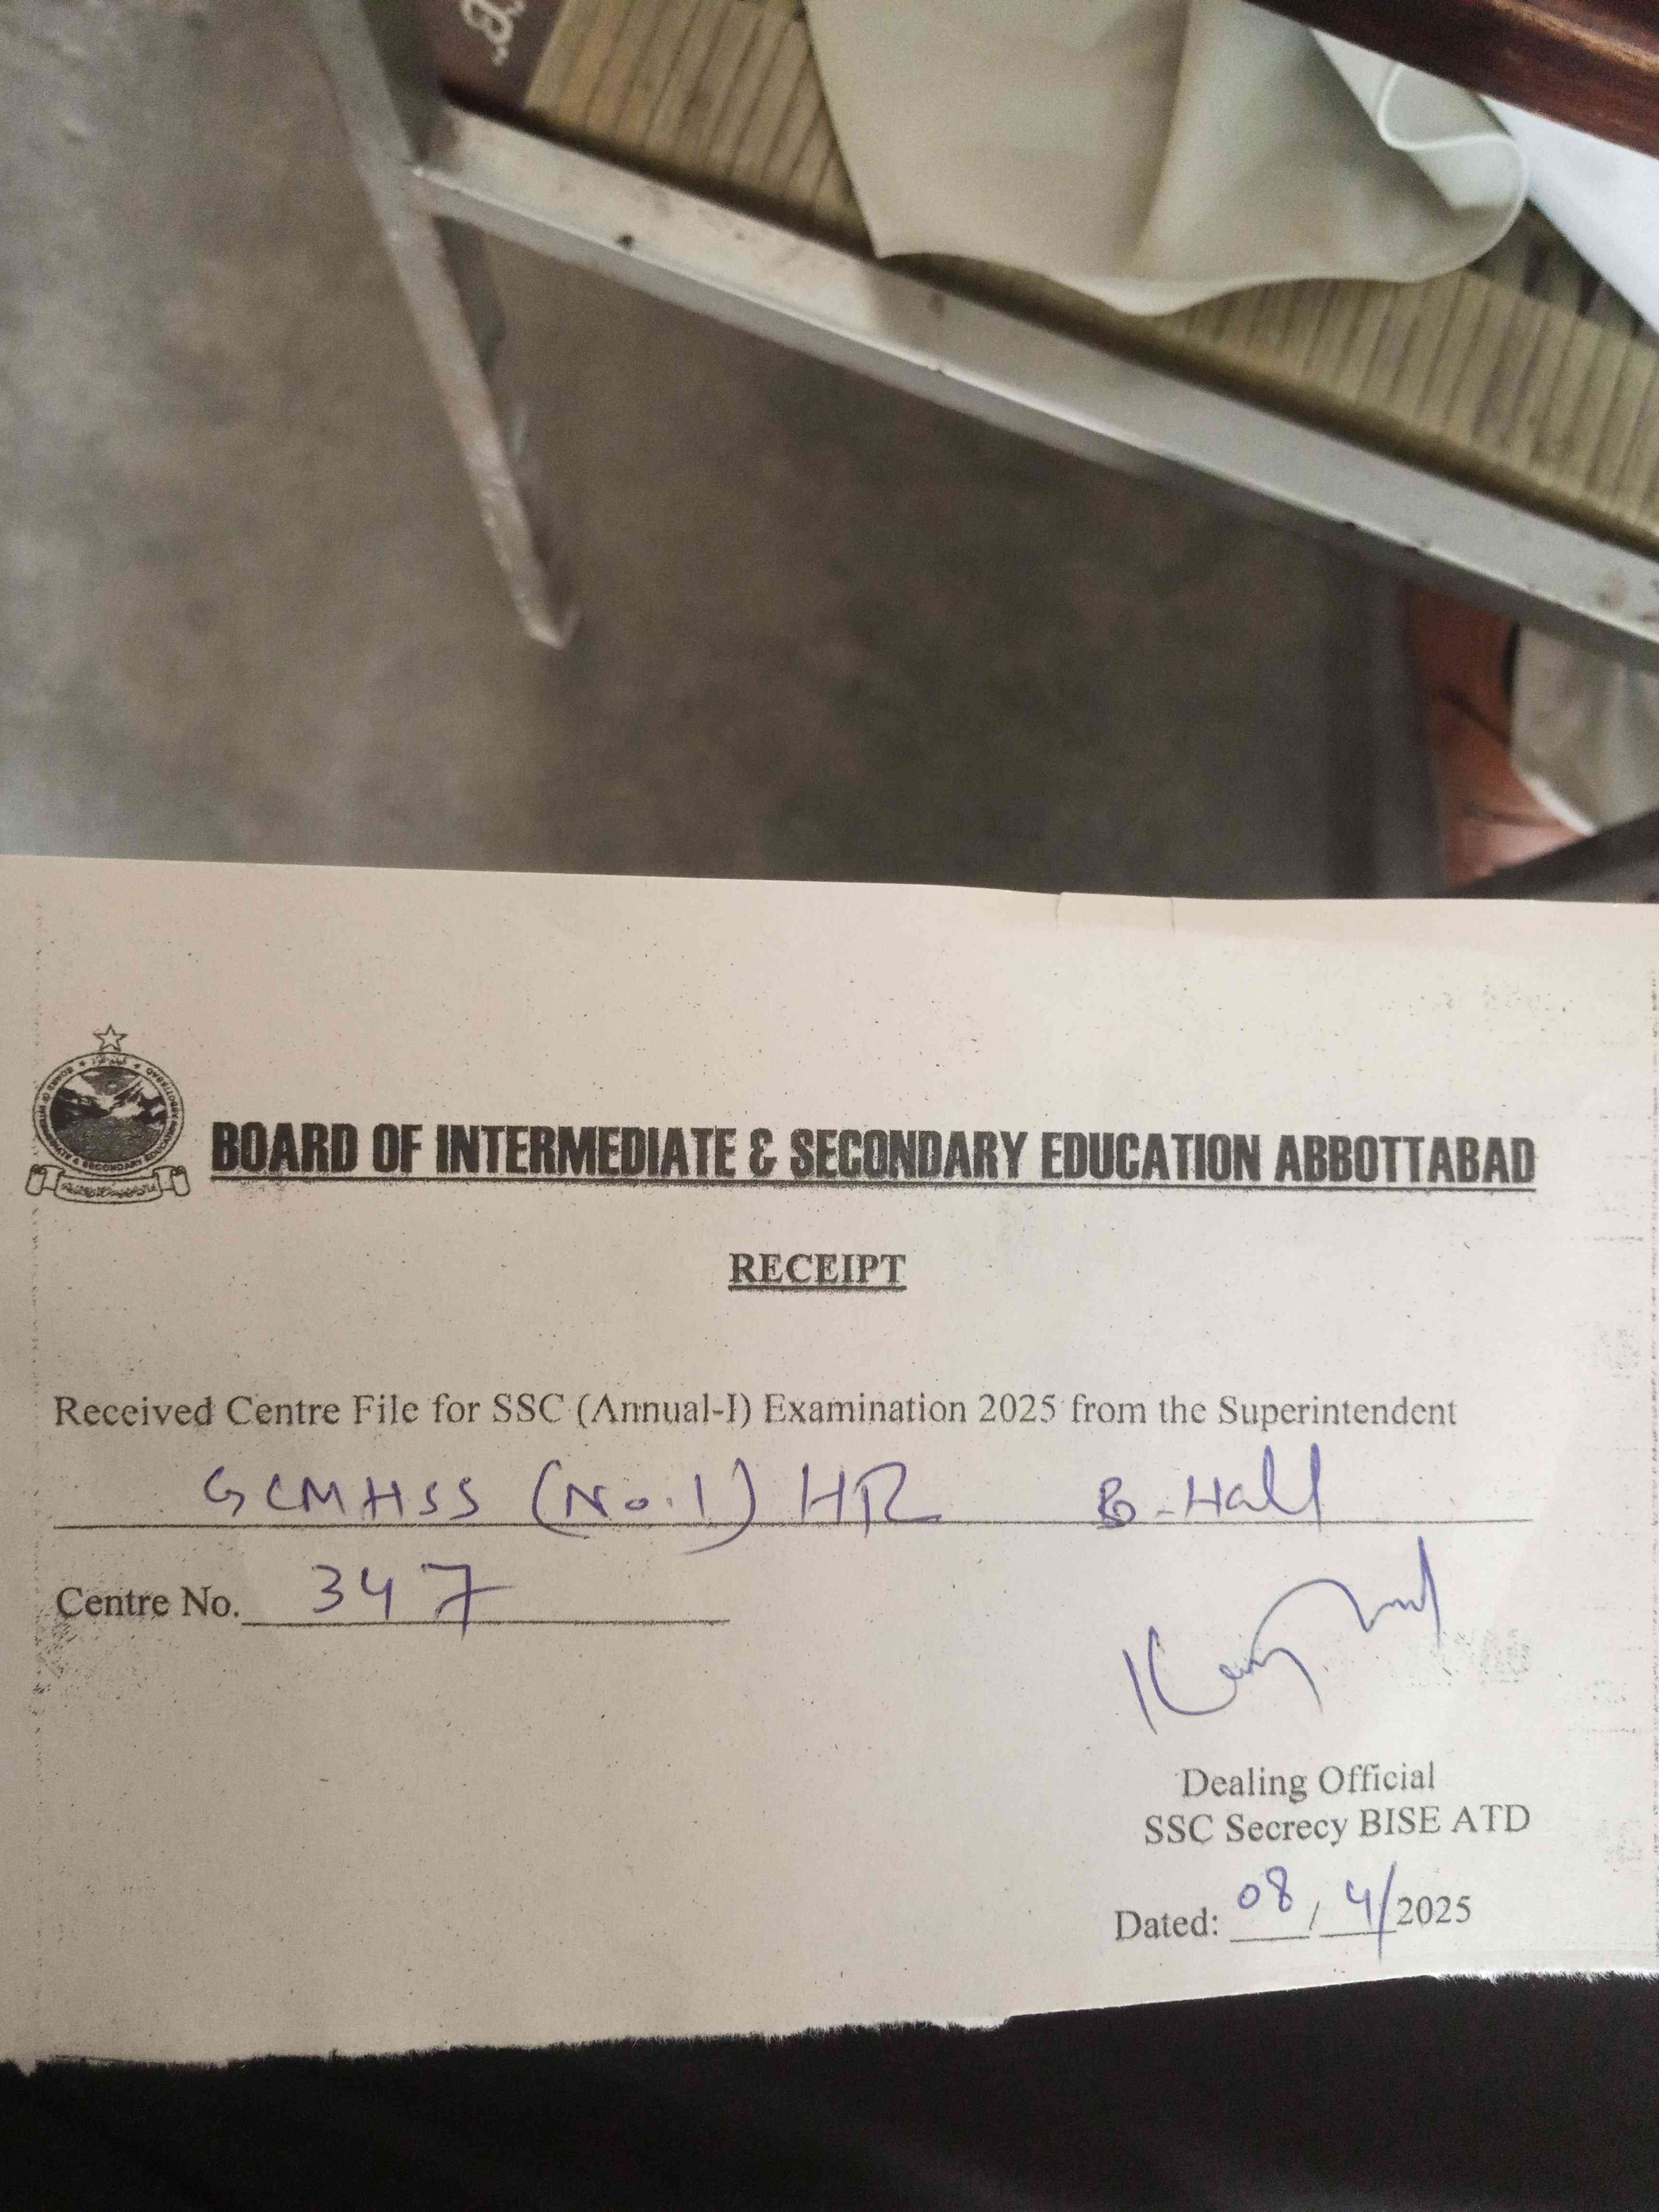 BOARD OF INTERMEDIATE & SECONDARY EDUCATION ABBOTTABAD
RECEIPT
Received Centre File for SSC (Annual-I) Examination 2025 from the Superintendent
GCMHSS (No.1) HR B-Hall
Centre No. 347
Dealing Official
SSC Secrecy BISE ATD
Dated: 08/4/2025